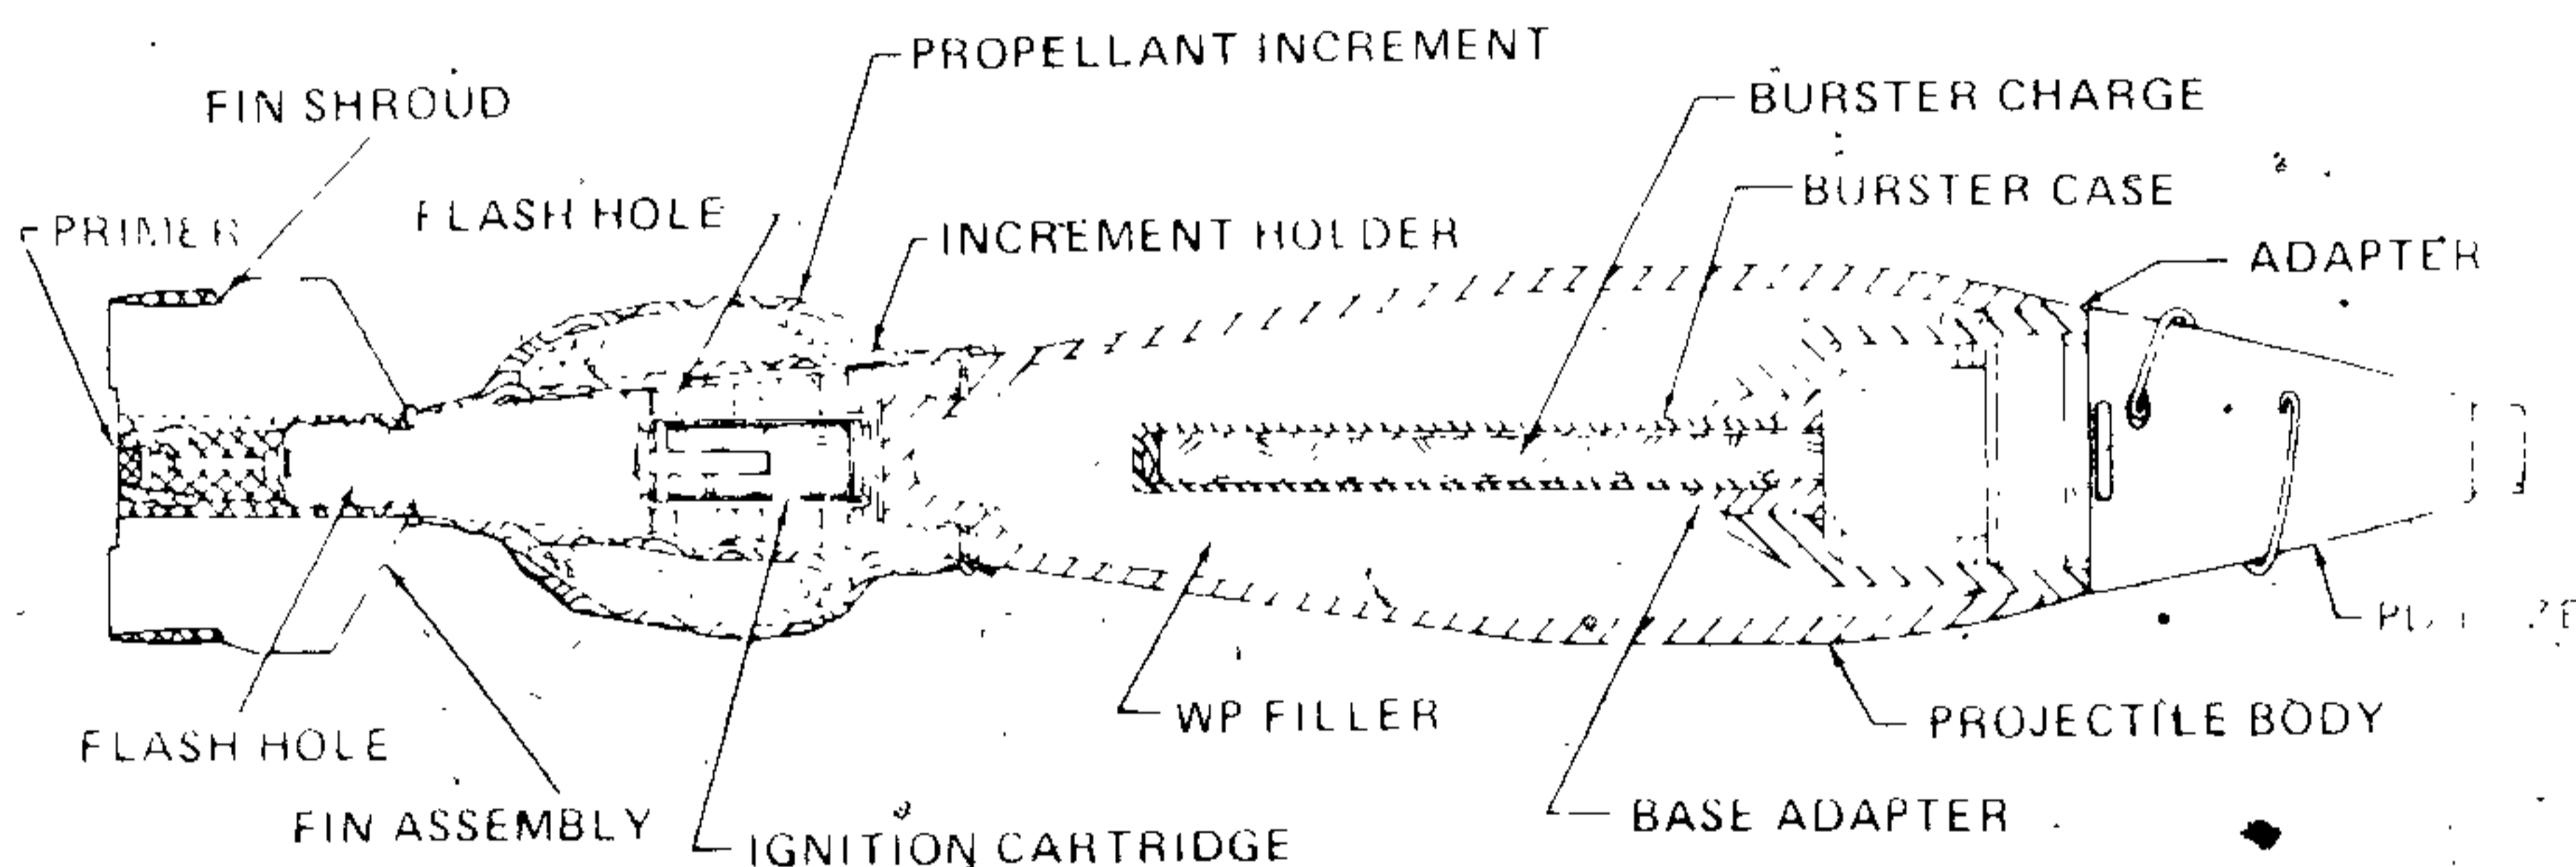 PROPELLANT INCREMENT
FIN SHROUD
BURSTER CHARGE
FLASH HOLE
BURSTER CASE
PRIMER
INCREMENT HOLDER
ADAPTER
WP FILLER
PROJECTILE BODY
FLASH HOLE
FIN ASSEMBLY
IGNITION CARTRIDGE
BASE ADAPTER